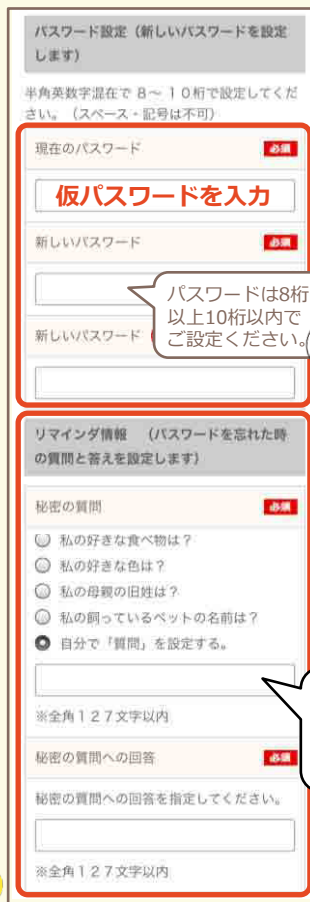 パスワード設定（新しいパスワードを設定
します）
半角英数字混在で 8～ 10桁で設定してくだ
さい。（スペース・記号は不可）
現在のパスワード 必須
仮パスワードを入力
新しいパスワード 必須
パスワードは8桁
以上10桁以内で
ご設定ください。
新しいパスワード
リマインダ情報　（パスワードを忘れた時
の質問と答えを設定します）
秘密の質問 必須
私の好きな食べ物は？
私の好きな色は？
私の母親の旧姓は？
私の飼っているペットの名前は？
自分で「質問」を設定する。
※全角１２７文字以内
秘密の質問への回答 必須
秘密の質問への回答を指定してください。
※全角１２７文字以内